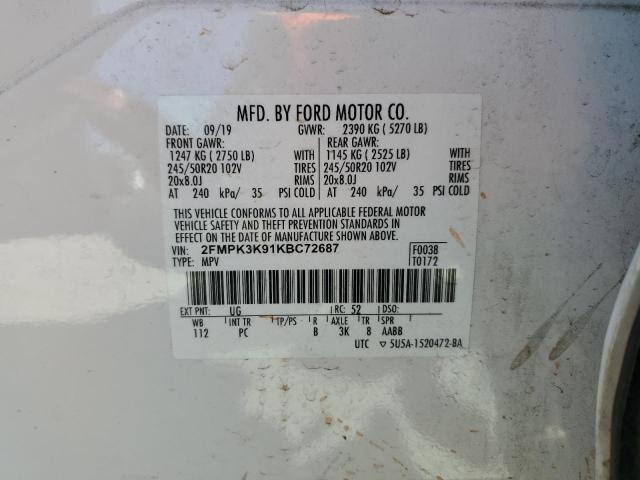 MFD. BY FORD MOTOR CO.
DATE: 09/19 GVWR: 2390 KG ( 5270 LB)
FRONT GAWR: REAR GAWR:
1247 KG ( 2750 LB) WITH 1145 KG ( 2525 LB) WITH
245/50R20 102V TIRES 245/50R20 102V TIRES
20x8.0J RIMS 20x8.0J RIMS
AT 240 kPa/ 35 PSI COLD AT 240 kPa/ 35 PSI COLD
THIS VEHICLE CONFORMS TO ALL APPLICABLE FEDERAL MOTOR
VEHICLE SAFETY AND THEFT PREVENTION STANDARDS IN
EFFECT ON THE DATE OF MANUFACTURE SHOWN ABOVE.
VIN: 2FMPK3K91KBC72687 F0038
TYPE: MPV T0172
EXT PNT: UG RC: 52 DSO:
WB INT TR TP/PS R AXLE TR SPR
112 PC B 3K 8 AABB
UTC ▽ 5U5A-1520472-BA